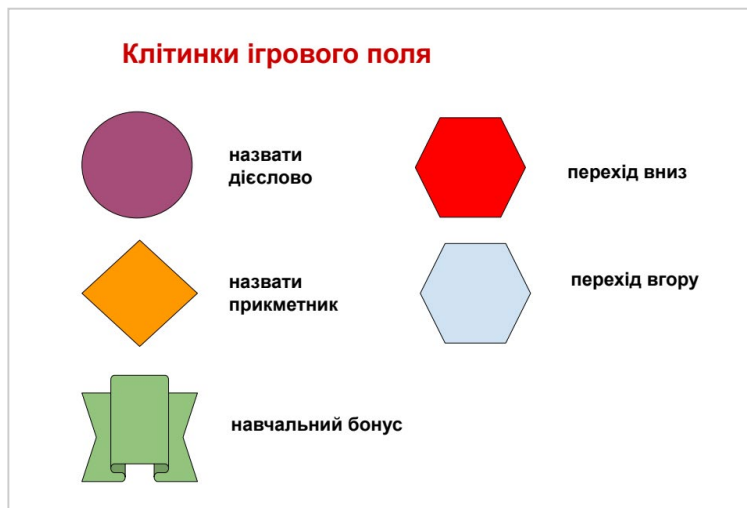 Клітинки ігрового поля
назвати
дієслово
перехід вниз
назвати
прикметник
перехід вгору
навчальний бонус